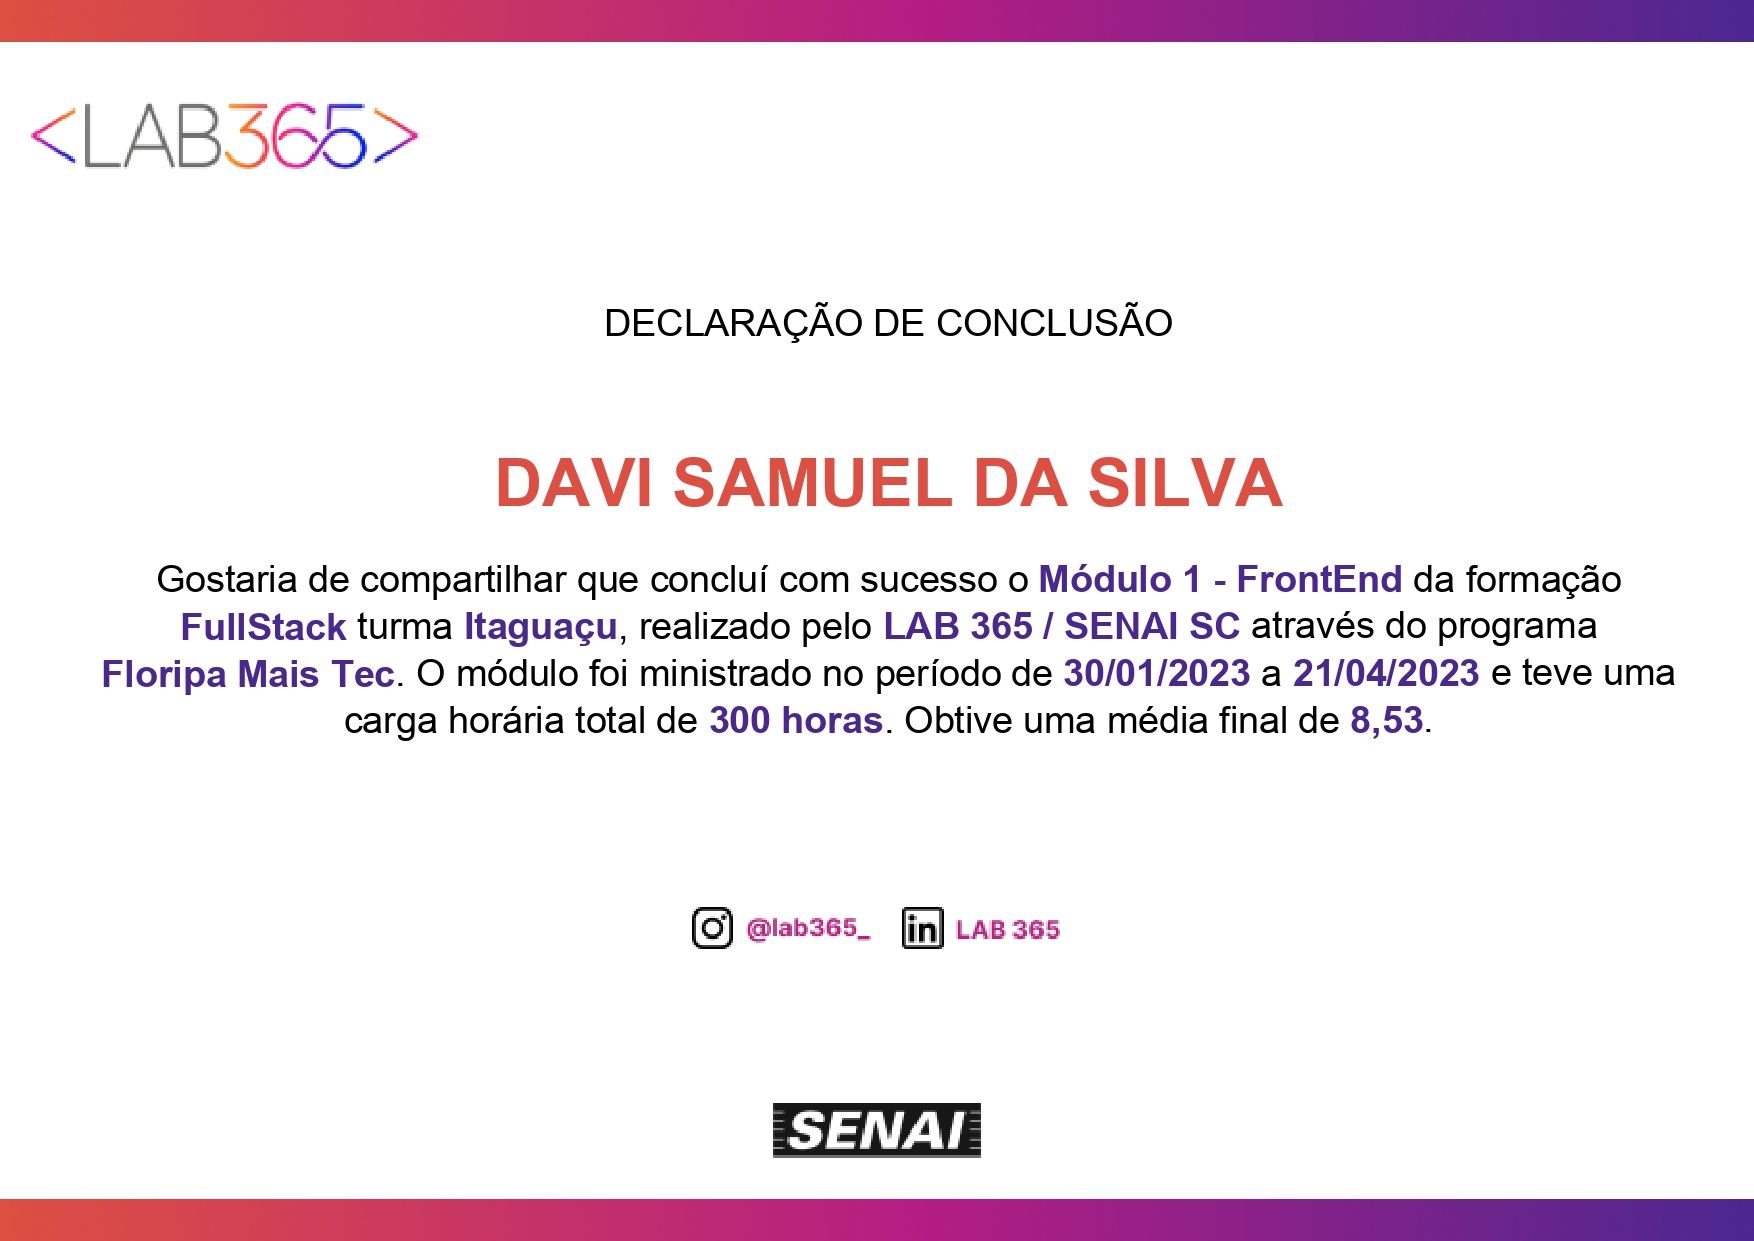 <LAB365>
DECLARAÇÃO DE CONCLUSÃO
DAVI SAMUEL DA SILVA
Gostaria de compartilhar que concluí com sucesso o Módulo 1 - FrontEnd da formação
FullStack turma Itaguaçu, realizado pelo LAB 365 / SENAI SC através do programa
Floripa Mais Tec. O módulo foi ministrado no período de 30/01/2023 a 21/04/2023 e teve uma
carga horária total de 300 horas. Obtive uma média final de 8,53.
@lab365_ in LAB 365
SENAI